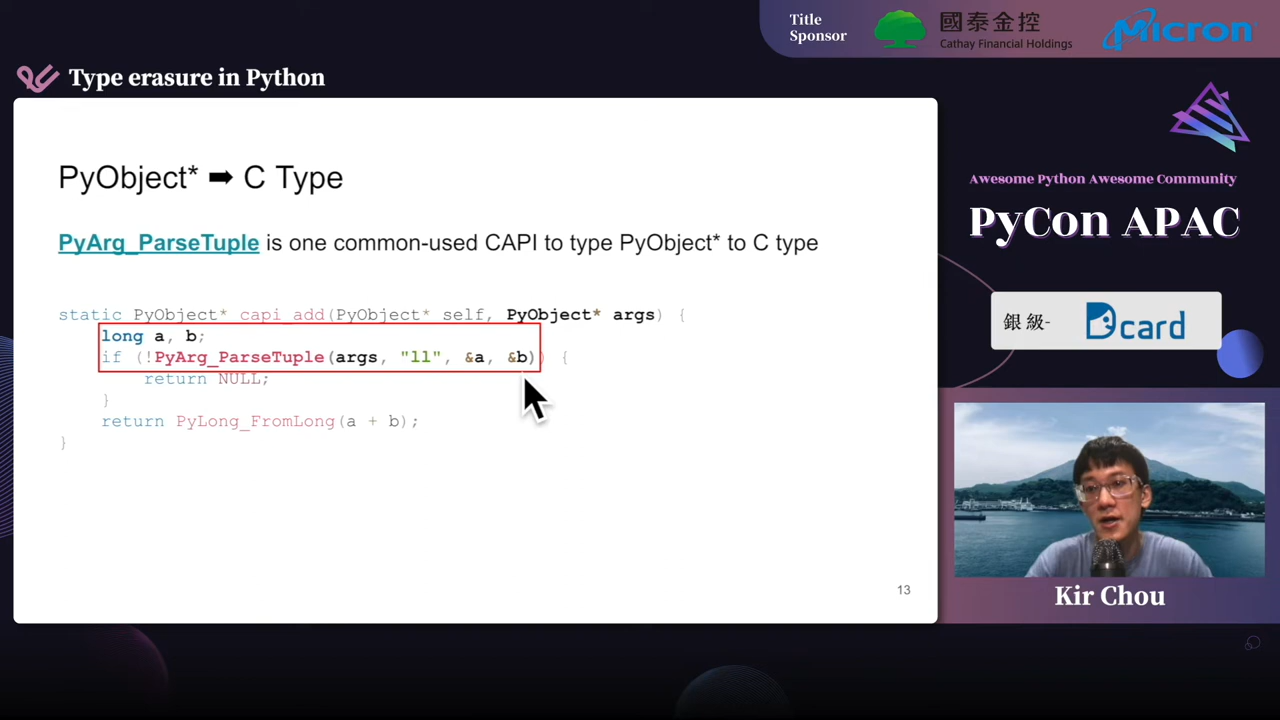 Title
Sponsor
國泰金控
Cathay Financial Holdings
Micron
Type erasure in Python
PyObject* ➡ C Type
PyArg_ParseTuple is one common-used CAPI to type PyObject* to C type
static PyObject* capi_add(PyObject* self, PyObject* args) {
long a, b;
if (!PyArg_ParseTuple(args, "ll", &a, &b)) {
return NULL;
}
return PyLong_FromLong(a + b);
}
13
Awesome Python Awesome Community
PyCon APAC
銀級-
Dcard
Kir Chou